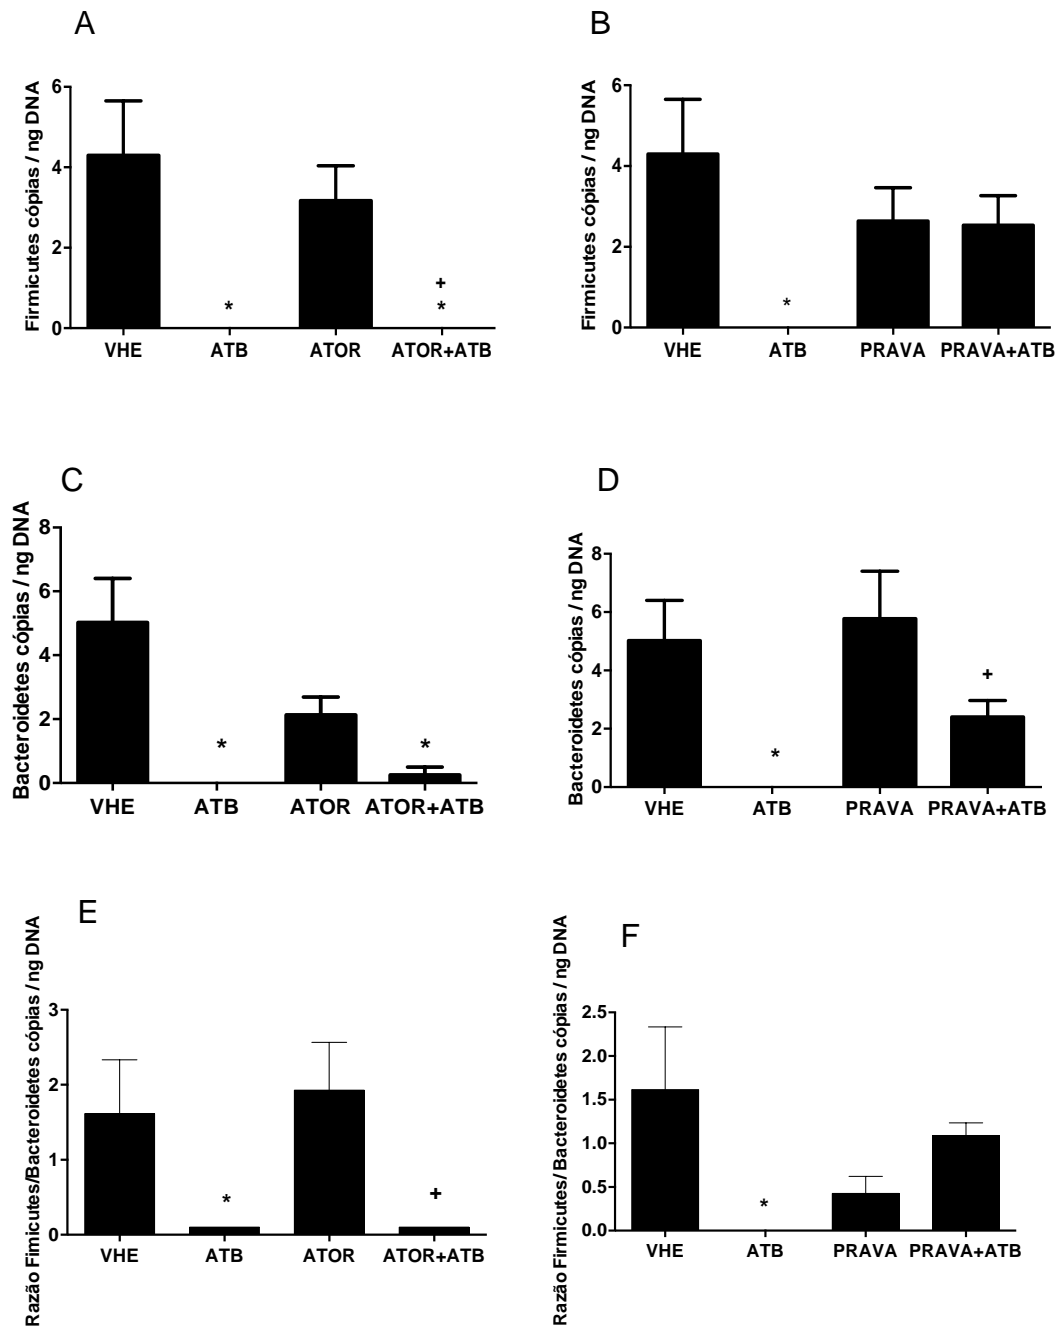 A
Firmicutes cópias / ng DNA
6
4
2
0
*
+
*
VHE ATB ATOR ATOR+ATB
B
Firmicutes cópias / ng DNA
6
4
2
0
*
VHE ATB PRAVA PRAVA+ATB
C
Bacteroidetes cópias / ng DNA
8
6
4
2
0
*
*
VHE ATB ATOR ATOR+ATB
D
Bacteroidetes cópias / ng DNA
8
6
4
2
0
*
+
VHE ATB PRAVA PRAVA+ATB
E
Razão Fimicutes/Bacteroidetes cópias / ng DNA
3
2
1
0
*
+
VHE ATB ATOR ATOR+ATB
F
Razão Firmicutes/ Bacteroidetes cópias / ng DNA
2.5
2.0
1.5
1.0
0.5
0.0
*
VHE ATB PRAVA PRAVA+ATB